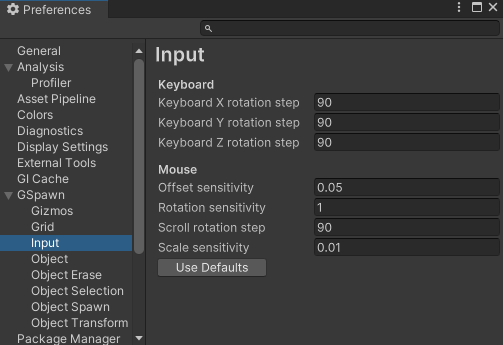 Preferences
General
Analysis
Profiler
Asset Pipeline
Colors
Diagnostics
Display Settings
External Tools
GI Cache
GSpawn
Gizmos
Grid
Input
Object
Object Erase
Object Selection
Object Spawn
Object Transform
Package Manager
Input
Keyboard
Keyboard X rotation step 90
Keyboard Y rotation step 90
Keyboard Z rotation step 90
Mouse
Offset sensitivity 0.05
Rotation sensitivity 1
Scroll rotation step 90
Scale sensitivity 0.01
Use Defaults